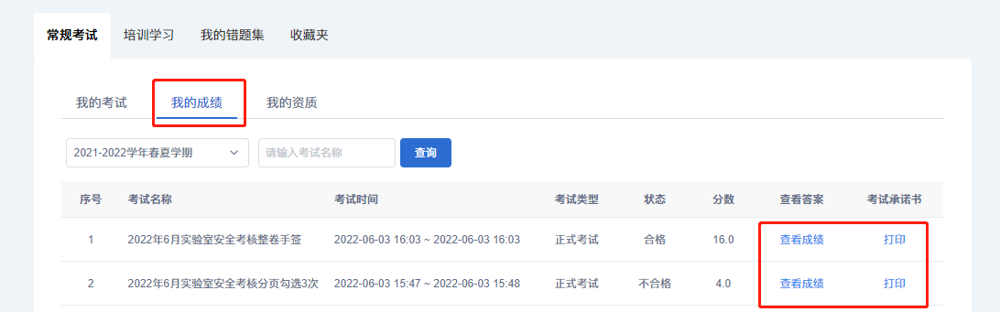 常规考试 培训学习 我的错题集 收藏夹
我的考试 我的成绩 我的资质
2021-2022学年春夏学期 请输入考试名称 查询
序号 考试名称 考试时间 考试类型 状态 分数 查看答案 考试承诺书
1 2022年6月实验室安全考核整卷手签 2022-06-03 16:03 ~ 2022-06-03 16:03 正式考试 合格 16.0 查看成绩 打印
2 2022年6月实验室安全考核分页勾选3次 2022-06-03 15:47 ~ 2022-06-03 15:48 正式考试 不合格 4.0 查看成绩 打印